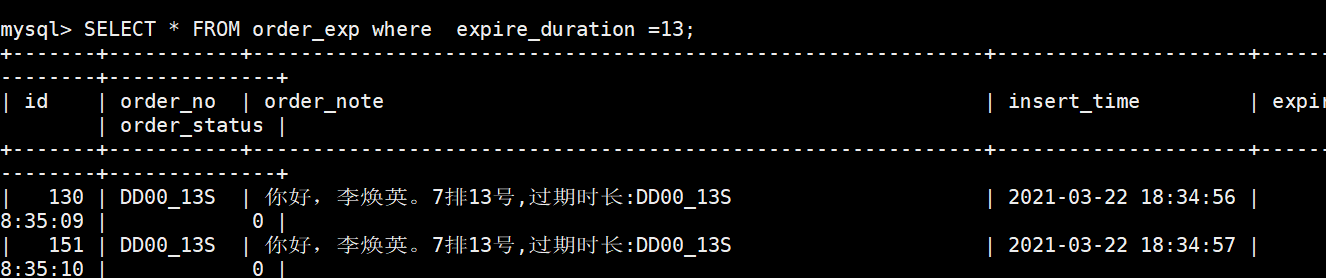 mysql> SELECT * FROM order_exp where  expire_duration =13;
+-------+-----------+-------------------------------------------------------------+---------------------+------
--------+--------------+
| id    | order_no  | order_note                                                  | insert_time         | expir
        | order_status |
+-------+-----------+-------------------------------------------------------------+---------------------+------
--------+--------------+
|   130 | DD00_13S  | 你好，李焕英。7排13号,过期时长:DD00_13S                     | 2021-03-22 18:34:56 |
8:35:09 |            0 |
|   151 | DD00_13S  | 你好，李焕英。7排13号,过期时长:DD00_13S                     | 2021-03-22 18:34:57 |
8:35:10 |            0 |